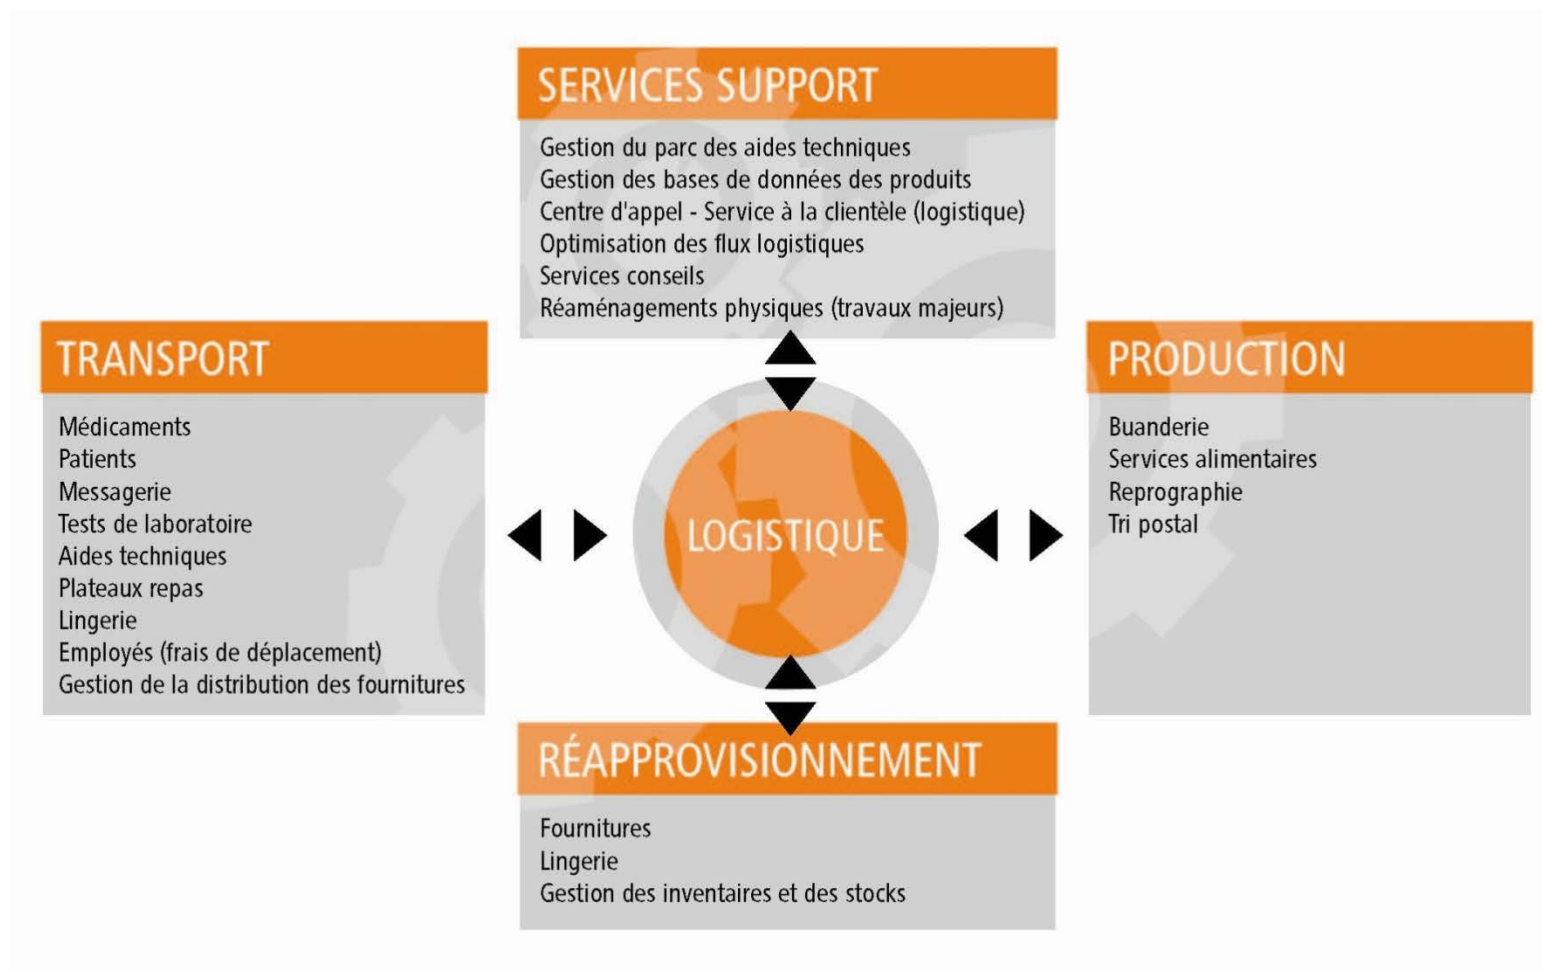 SERVICES SUPPORT
Gestion du parc des aides techniques
Gestion des bases de données des produits
Centre d'appel - Service à la clientèle (logistique)
Optimisation des flux logistiques
Services conseils
Réaménagements physiques (travaux majeurs)
TRANSPORT
Médicaments
Patients
Messagerie
Tests de laboratoire
Aides techniques
Plateaux repas
Lingerie
Employés (frais de déplacement)
Gestion de la distribution des fournitures
LOGISTIQUE
PRODUCTION
Buanderie
Services alimentaires
Reprographie
Tri postal
RÉAPPROVISIONNEMENT
Fournitures
Lingerie
Gestion des inventaires et des stocks